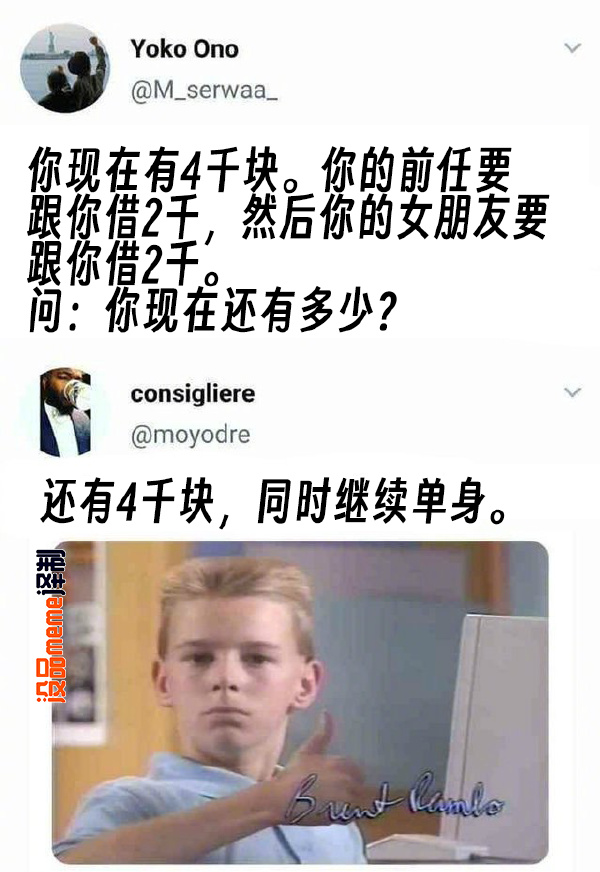 Yoko Ono
@M_serwaa_
你现在有4千块。你的前任要
跟你借2千，然后你的女朋友要
跟你借2千。
问：你现在还有多少？
consigliere
@moyodre
还有4千块，同时继续单身。
没品meme译制
Brent Rambo